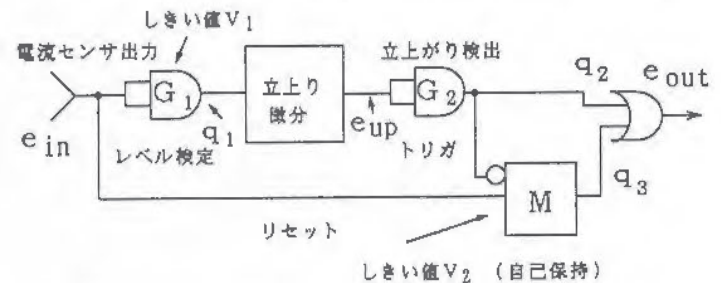 しきい値V1
電流センサ出力
立上がり検出
G1
立上り
微分
G2
q2
eout
ein
q1
レベル検定
eup
トリガ
M
q3
リセット
しきい値V2 (自己保持)